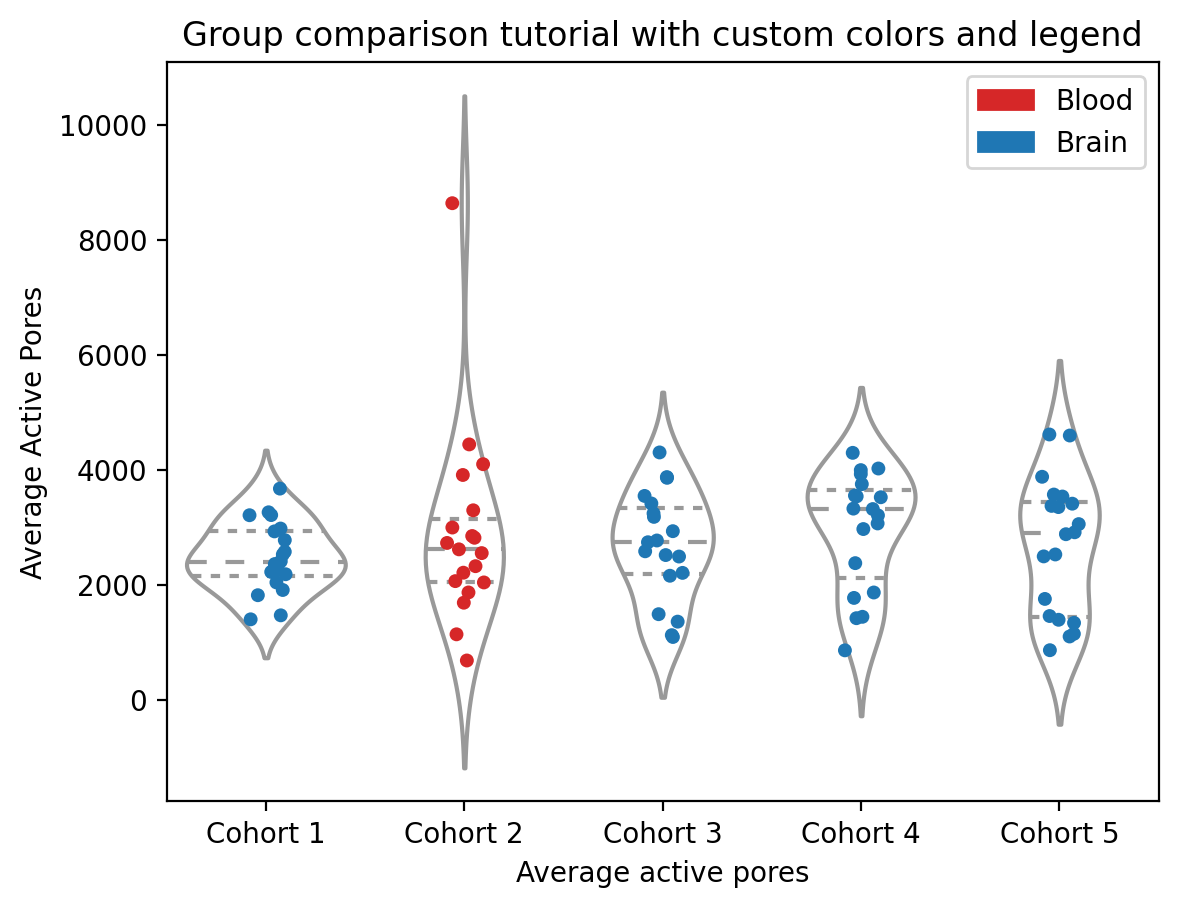 Group comparison tutorial with custom colors and legend
Blood
Brain
Average Active Pores
10000
8000
6000
4000
2000
0
Cohort 1
Cohort 2
Cohort 3
Cohort 4
Cohort 5
Average active pores